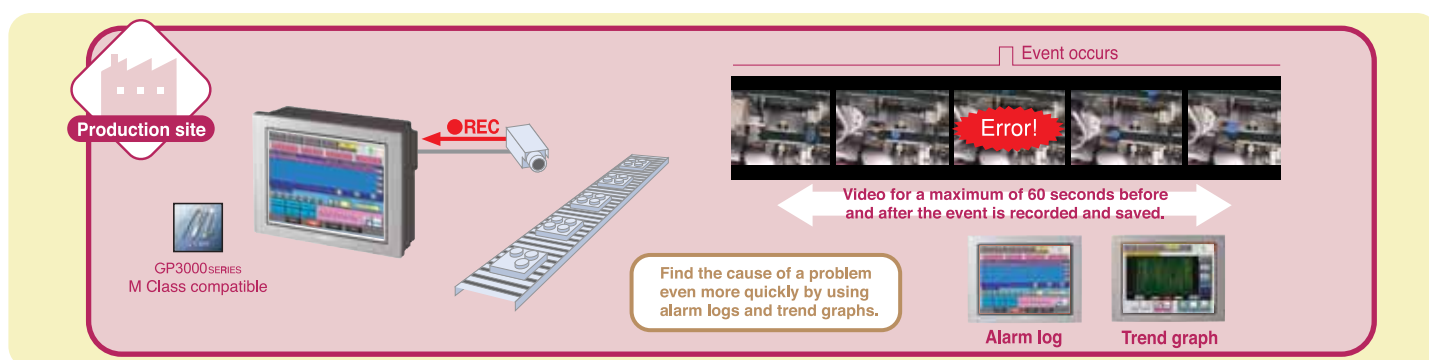 Production site
●REC
GP3000 SERIES
M Class compatible
Event occurs
Error!
Video for a maximum of 60 seconds before
and after the event is recorded and saved.
Find the cause of a problem
even more quickly by using
alarm logs and trend graphs.
Alarm log
Trend graph